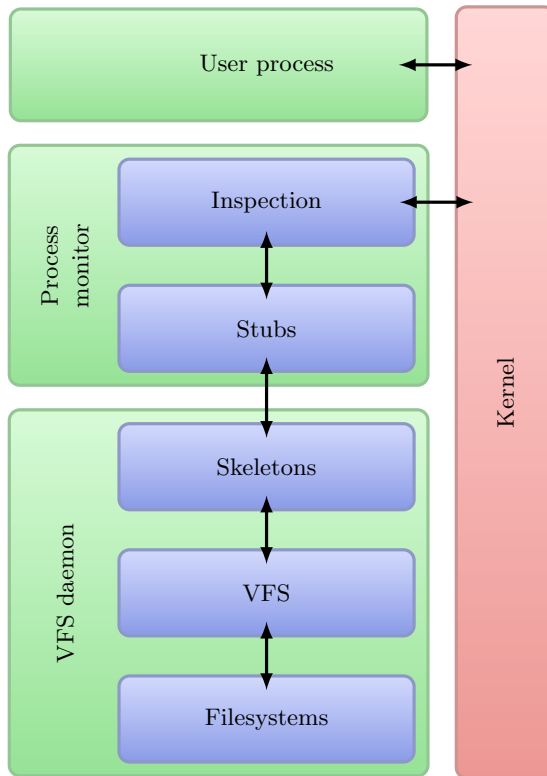 User process
Process
monitor
Inspection
Stubs
Kernel
VFS daemon
Skeletons
VFS
Filesystems